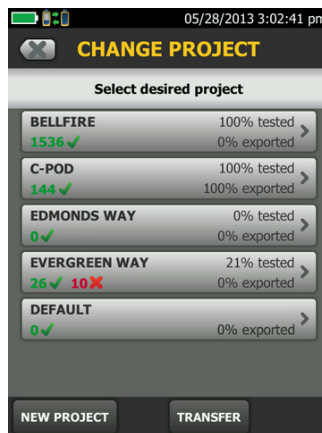 05/28/2013 3:02:41 pm
CHANGE PROJECT
Select desired project
BELLFIRE 100% tested
1536 0% exported
C-POD 100% tested
144 100% exported
EDMONDS WAY 0% tested
0 0% exported
EVERGREEN WAY 21% tested
26 10 0% exported
DEFAULT
0 0% exported
NEW PROJECT TRANSFER